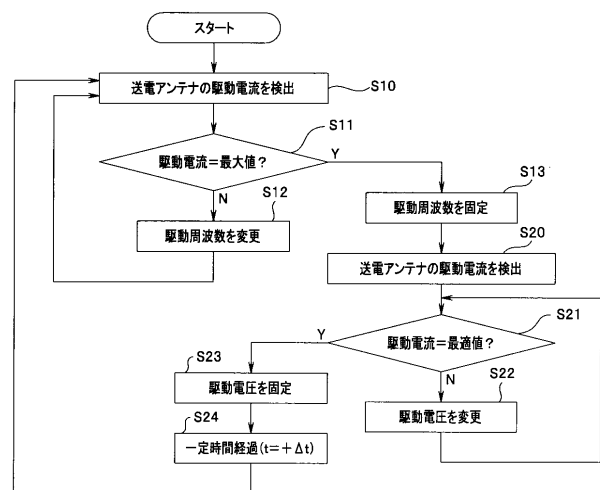 スタート
送電アンテナの駆動電流を検出
S10
駆動電流=最大値?
S11
Y
N
S12
駆動周波数を変更
S13
駆動周波数を固定
S20
送電アンテナの駆動電流を検出
S21
駆動電流=最適値?
Y
N
S23
駆動電圧を固定
S22
駆動電圧を変更
S24
一定時間経過(t=+Δt)